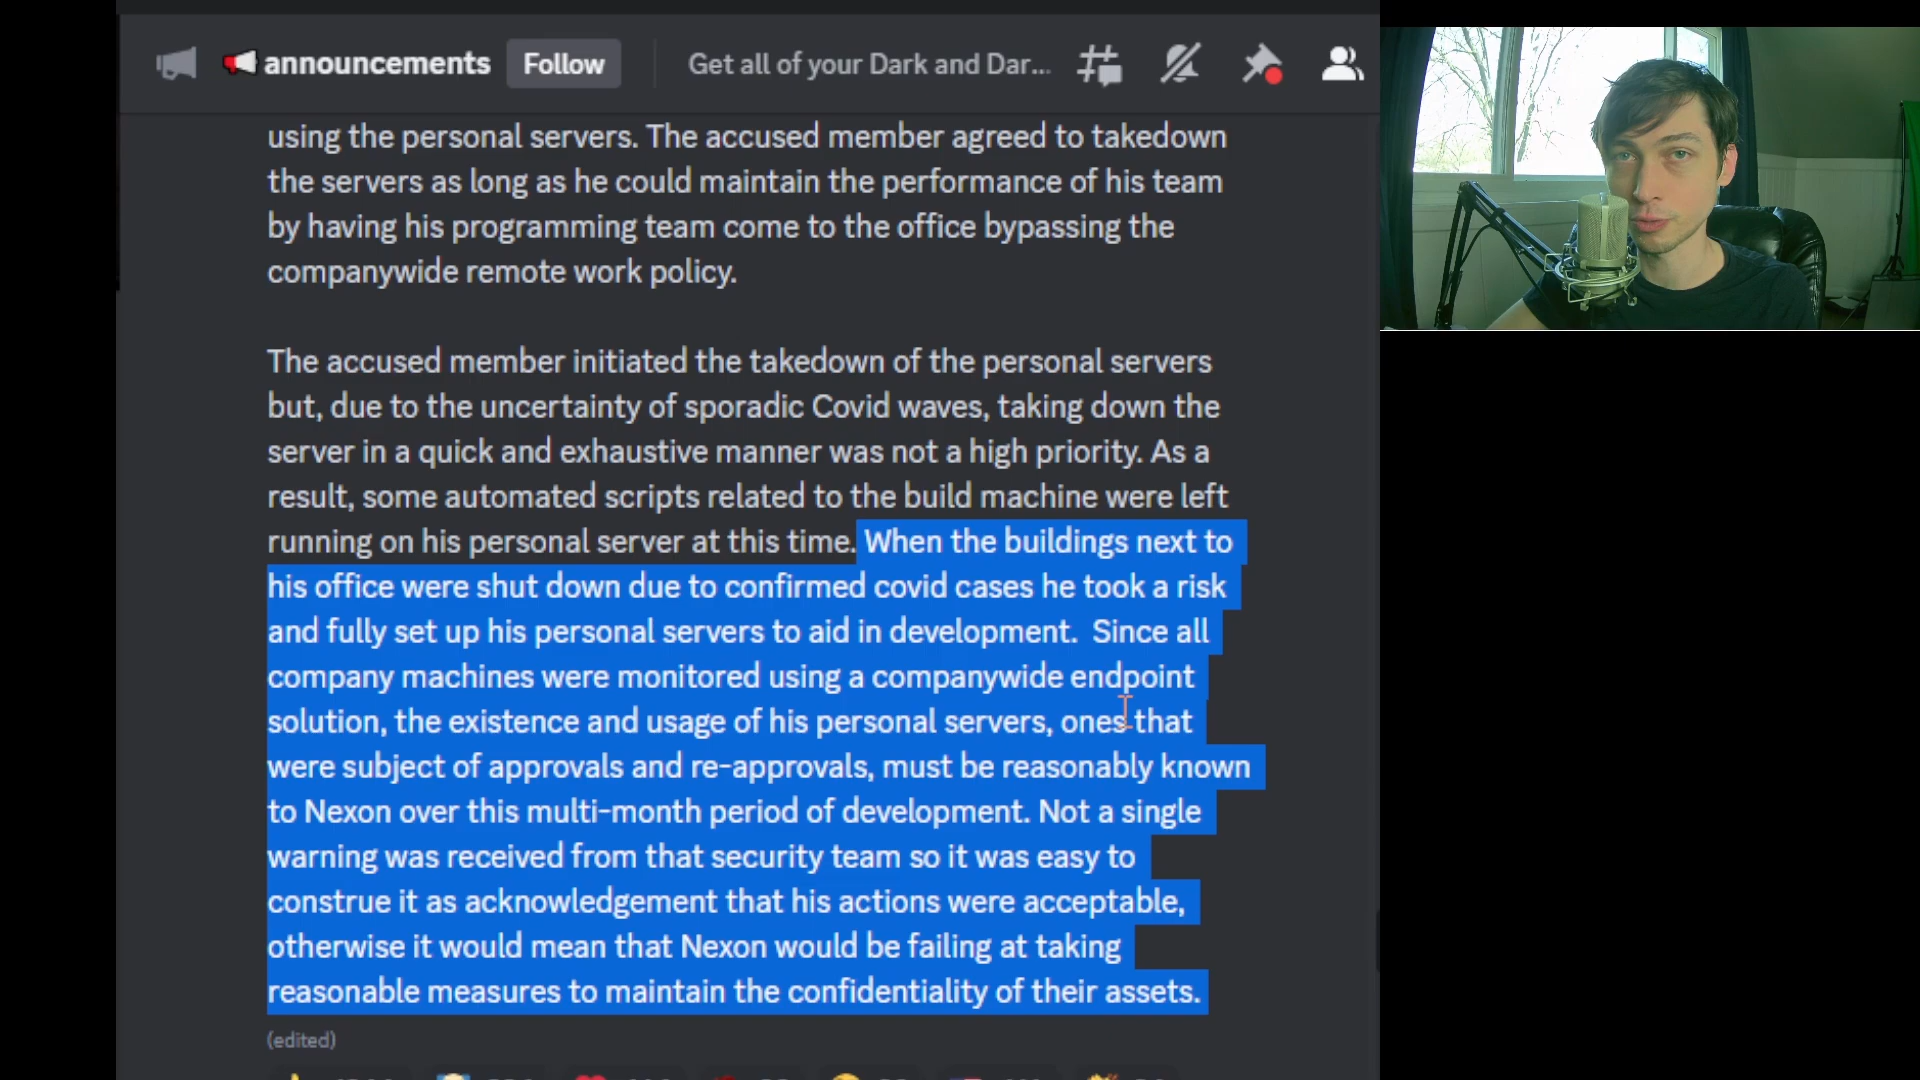 announcements Follow Get all of your Dark and Dar...
using the personal servers. The accused member agreed to takedown
the servers as long as he could maintain the performance of his team
by having his programming team come to the office bypassing the
companywide remote work policy.
The accused member initiated the takedown of the personal servers
but, due to the uncertainty of sporadic Covid waves, taking down the
server in a quick and exhaustive manner was not a high priority. As a
result, some automated scripts related to the build machine were left
running on his personal server at this time. When the buildings next to
his office were shut down due to confirmed covid cases he took a risk
and fully set up his personal servers to aid in development.  Since all
company machines were monitored using a companywide endpoint
solution, the existence and usage of his personal servers, ones that
were subject of approvals and re-approvals, must be reasonably known
to Nexon over this multi-month period of development. Not a single
warning was received from that security team so it was easy to
construe it as acknowledgement that his actions were acceptable,
otherwise it would mean that Nexon would be failing at taking
reasonable measures to maintain the confidentiality of their assets.
(edited)